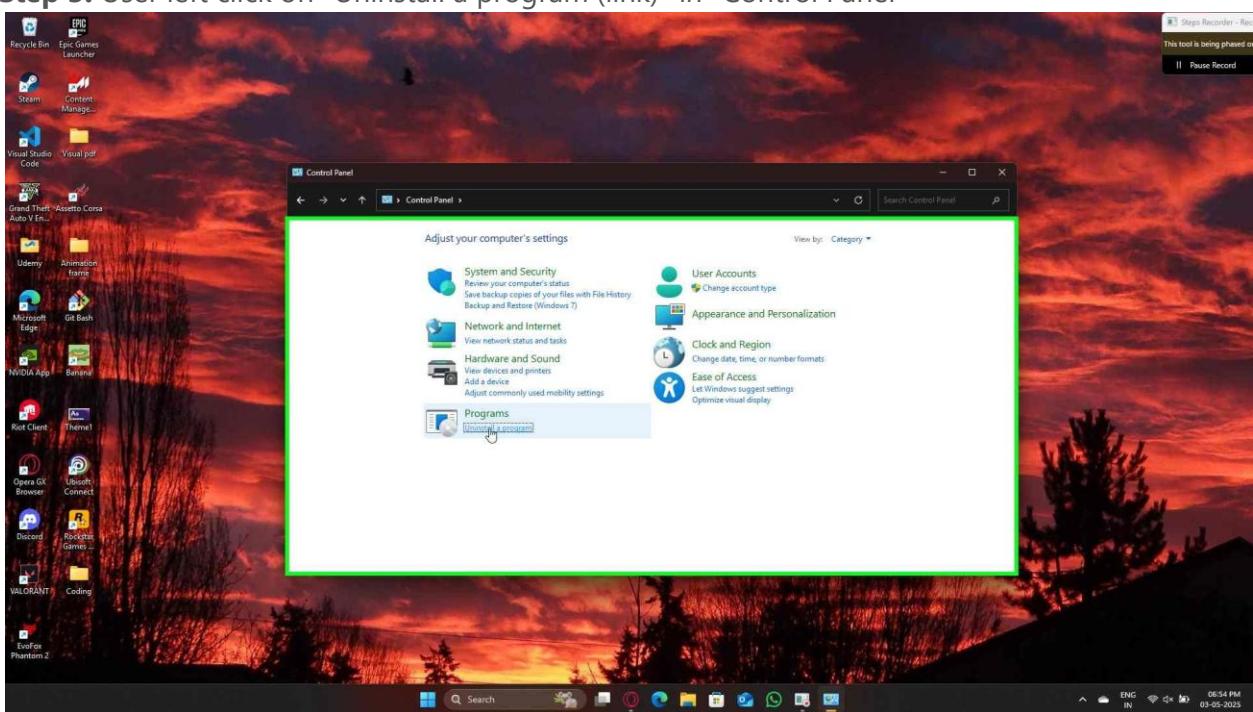 Step 3: User left click on "Uninstall a program (link)" in "Control Panel"
Steps Recorder - Rec
This tool is being phased o
Pause Record
Recycle Bin
Epic Games
Launcher
Steam
Content
Manage...
Visual Studio
Code
Visual pdf
Grand Theft
Auto V En...
Assetto Corsa
Udemy
Animation
frame
Microsoft
Edge
Git Bash
NVIDIA App
Banana
Riot Client
Theme1
Opera GX
Browser
Ubisoft
Connect
Discord
Rockstar
Games ...
VALORANT
Coding
EvoFox
Phantom 2
Control Panel
Control Panel
Search Control Panel
Adjust your computer's settings
View by: Category
System and Security
Review your computer's status
Save backup copies of your files with File History
Backup and Restore (Windows 7)
Network and Internet
View network status and tasks
Hardware and Sound
View devices and printers
Add a device
Adjust commonly used mobility settings
Programs
Uninstall a program
User Accounts
Change account type
Appearance and Personalization
Clock and Region
Change date, time, or number formats
Ease of Access
Let Windows suggest settings
Optimize visual display
Search
ENG
IN
06:54 PM
03-05-2025